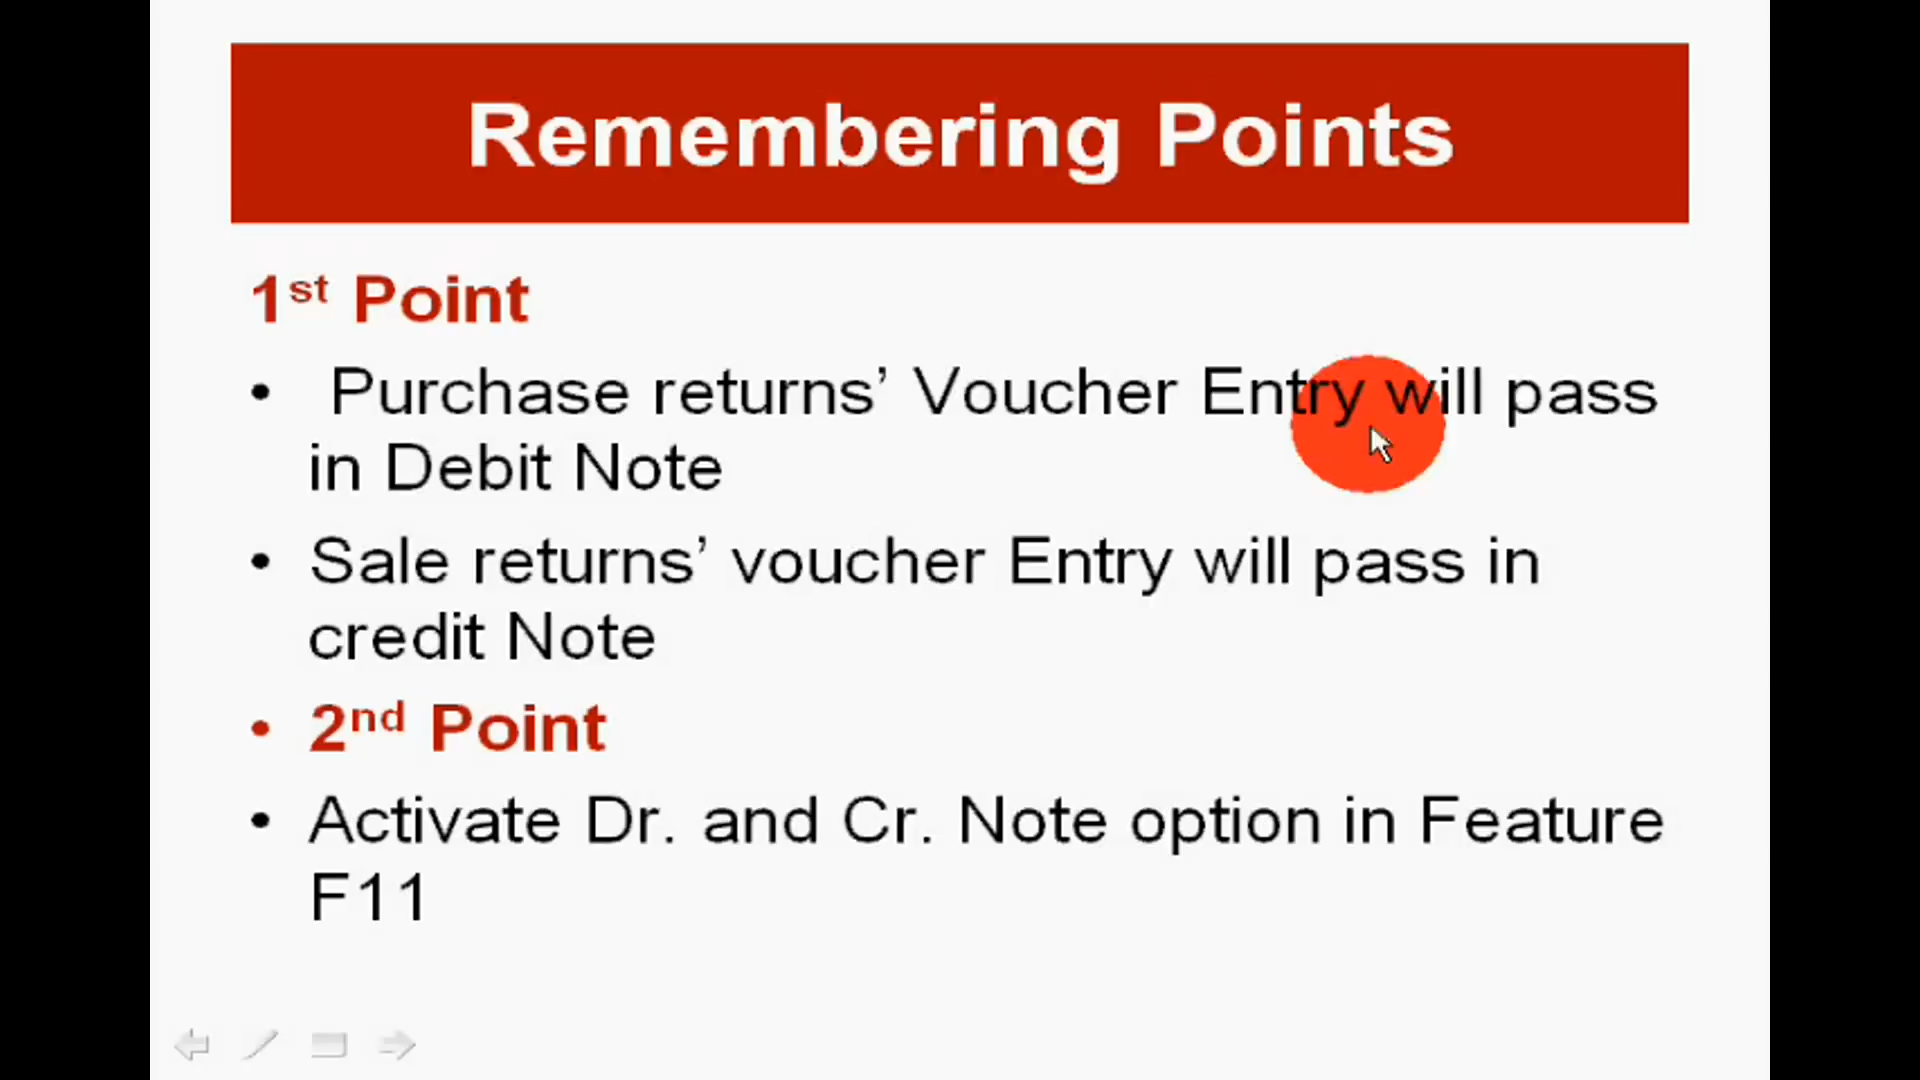 Remembering Points
1st Point
• Purchase returns’ Voucher Entry will pass
in Debit Note
• Sale returns’ voucher Entry will pass in
credit Note
• 2nd Point
• Activate Dr. and Cr. Note option in Feature
F11